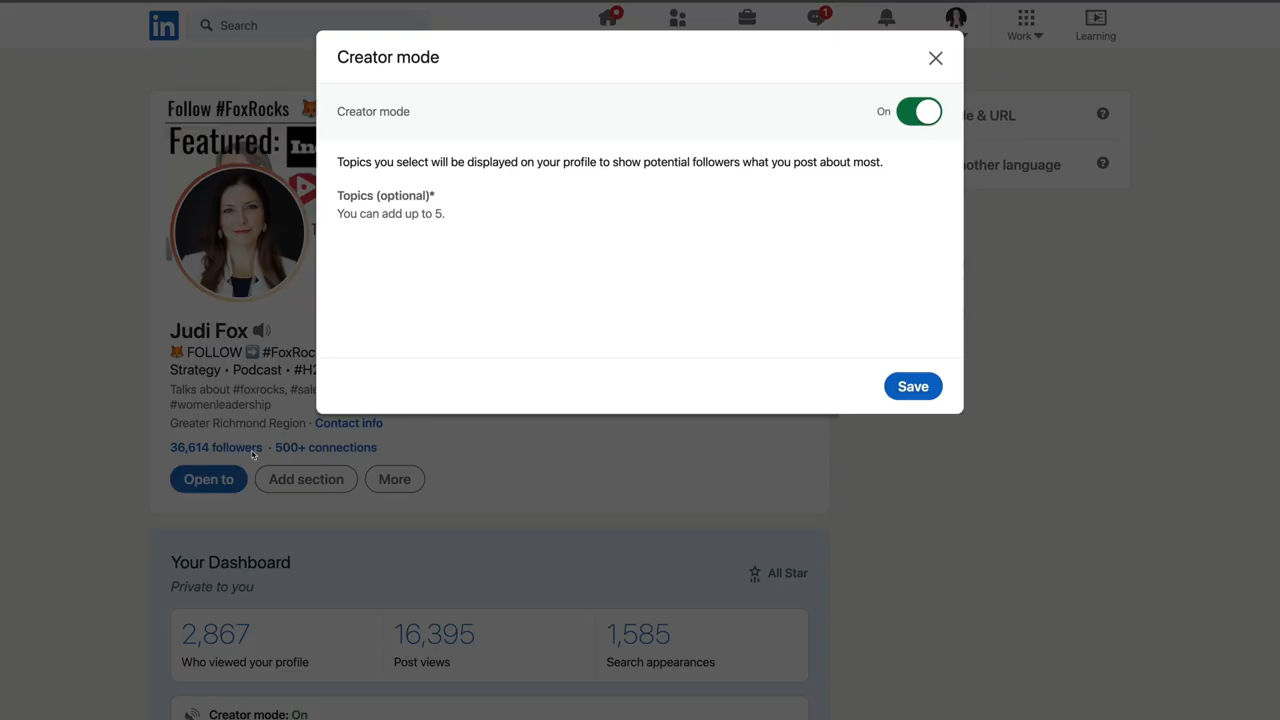 in
Search
1
Work
Learning
Creator mode
Creator mode
On
Topics you select will be displayed on your profile to show potential followers what you post about most.
Topics (optional)*
You can add up to 5.
Save
Follow #FoxRocks
Featured:
& URL
another language
Judi Fox
FOLLOW #FoxRoc
Strategy • Podcast • #H2
Talks about #foxrocks, #sale
#womenleadership
Greater Richmond Region · Contact info
36,614 followers · 500+ connections
Open to
Add section
More
Your Dashboard
Private to you
All Star
2,867
Who viewed your profile
16,395
Post views
1,585
Search appearances
Creator mode: On